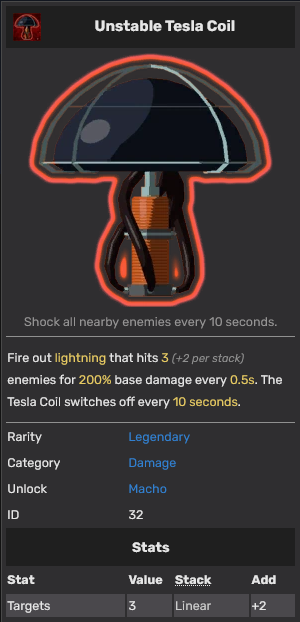 Unstable Tesla Coil
Shock all nearby enemies every 10 seconds.
Fire out lightning that hits 3 (+2 per stack)
enemies for 200% base damage every 0.5s. The
Tesla Coil switches off every 10 seconds.
Rarity Legendary
Category Damage
Unlock Macho
ID 32
Stats
Stat Value Stack Add
Targets 3 Linear +2